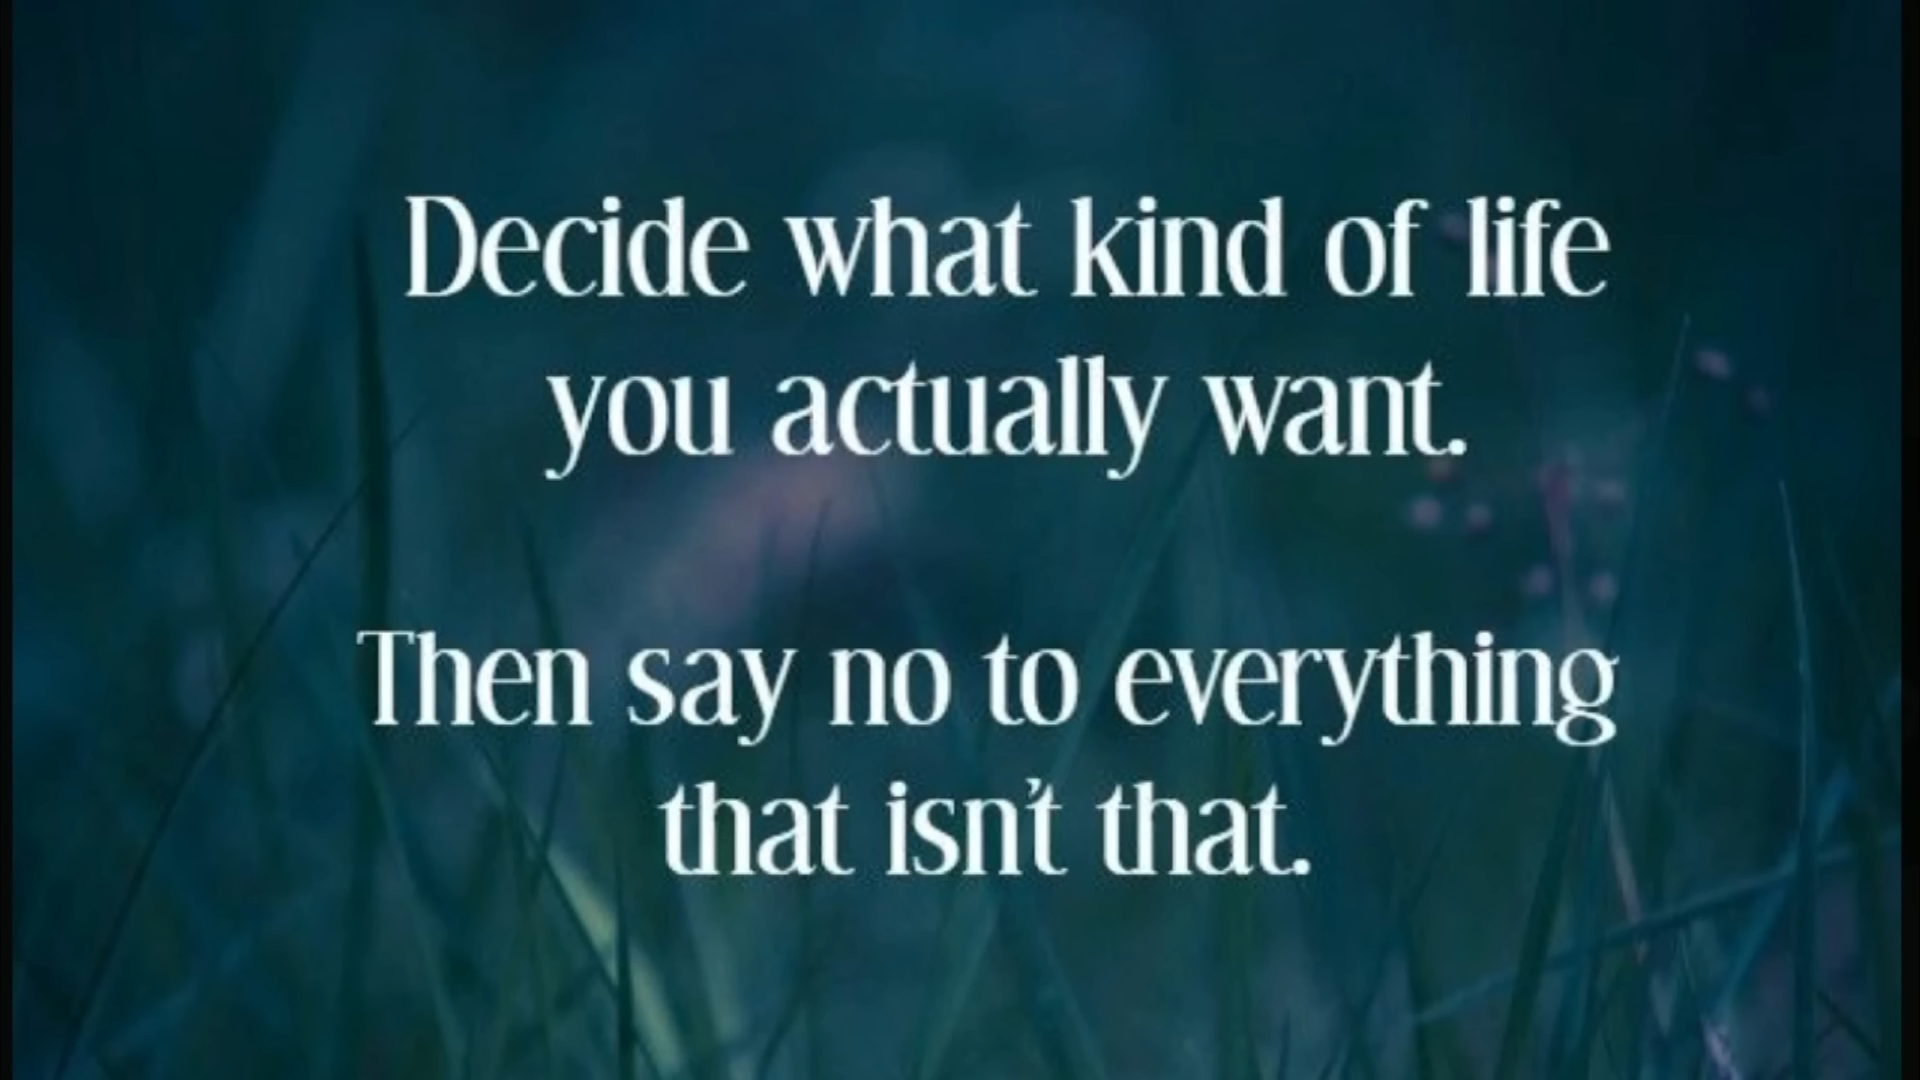 Decide what kind of life
you actually want.
Then say no to everything
that isn't that.